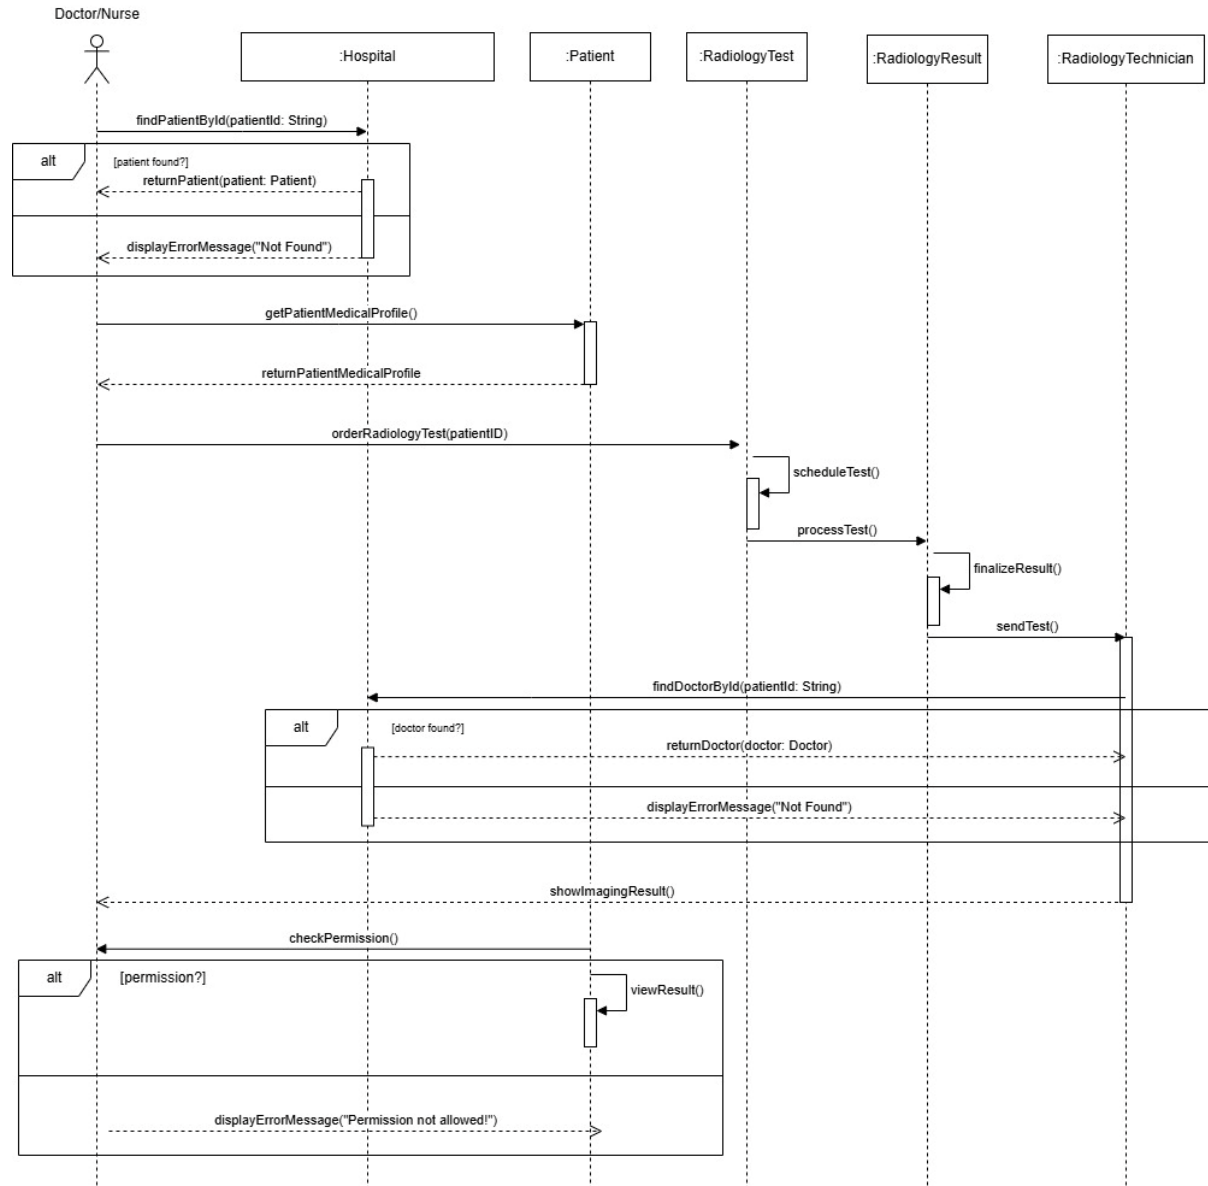 Doctor/Nurse
:Hospital
:Patient
:RadiologyTest
:RadiologyResult
:RadiologyTechnician
findPatientById(patientId: String)
alt
[patient found?]
returnPatient(patient: Patient)
displayErrorMessage("Not Found")
getPatientMedicalProfile()
returnPatientMedicalProfile
orderRadiologyTest(patientID)
scheduleTest()
processTest()
finalizeResult()
sendTest()
findDoctorById(patientId: String)
alt
[doctor found?]
returnDoctor(doctor: Doctor)
displayErrorMessage("Not Found")
showImagingResult()
checkPermission()
alt
[permission?]
viewResult()
displayErrorMessage("Permission not allowed!")